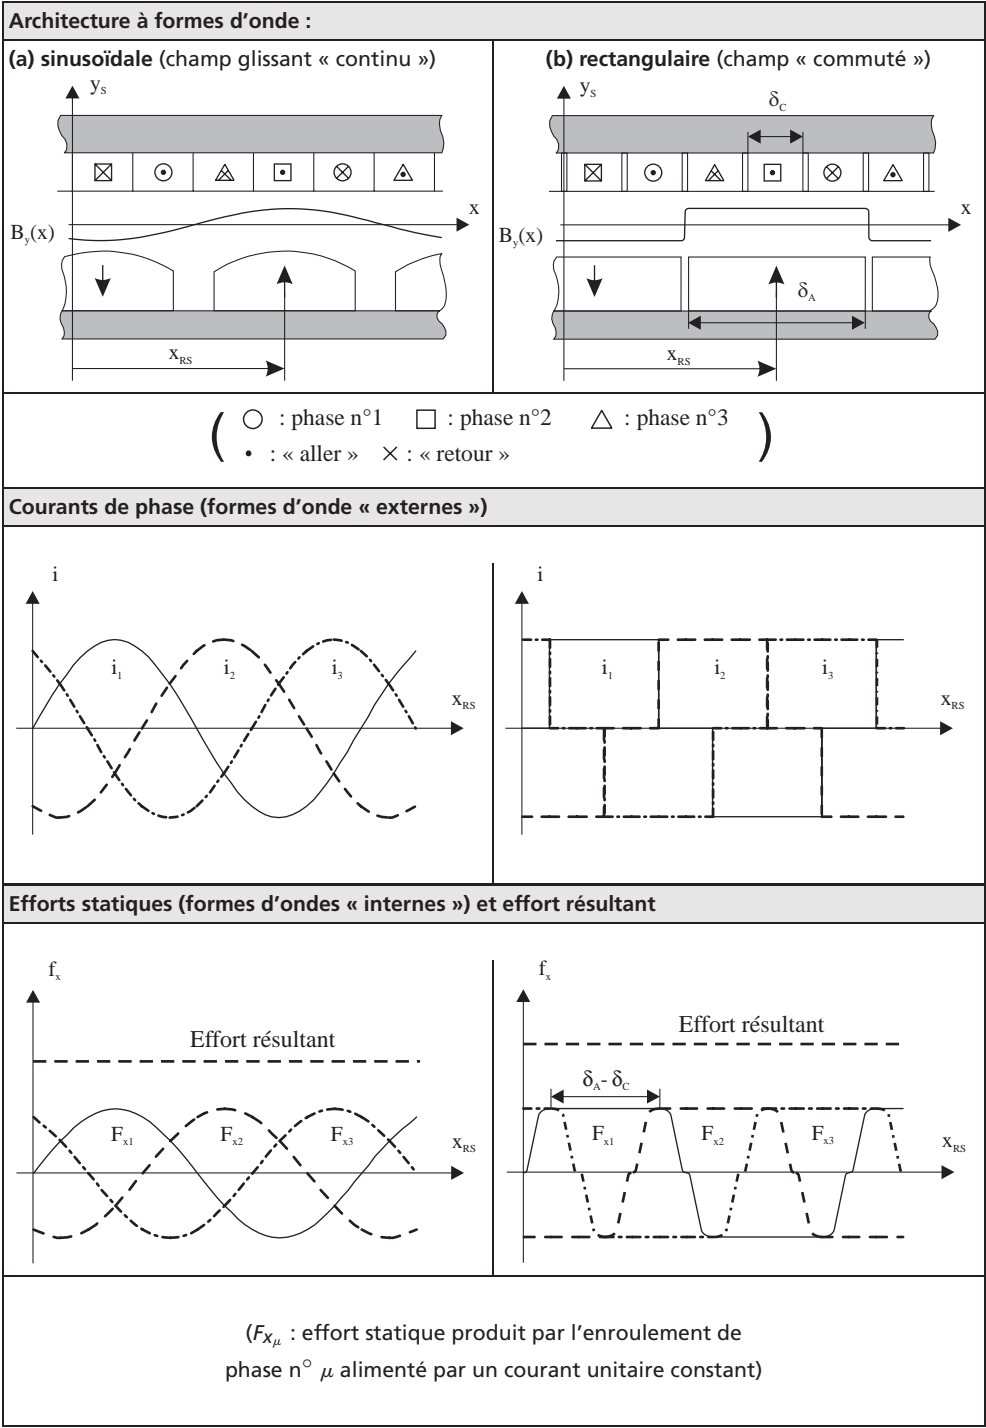 Architecture à formes d'onde :
(a) sinusoïdale (champ glissant « continu »)
(b) rectangulaire (champ « commuté »)
y_S
x
B_y(x)
x_RS
y_S
δ_C
x
B_y(x)
δ_A
x_RS
( ○ : phase n°1 □ : phase n°2 △ : phase n°3 )
• : « aller » × : « retour »
Courants de phase (formes d'onde « externes »)
i
i_1 i_2 i_3
x_RS
i
i_1 i_2 i_3
x_RS
Efforts statiques (formes d'ondes « internes ») et effort résultant
f_x
Effort résultant
F_x1 F_x2 F_x3
x_RS
f_x
Effort résultant
δ_A- δ_C
F_x1 F_x2 F_x3
x_RS
(F_xμ : effort statique produit par l'enroulement de
phase n° μ alimenté par un courant unitaire constant)